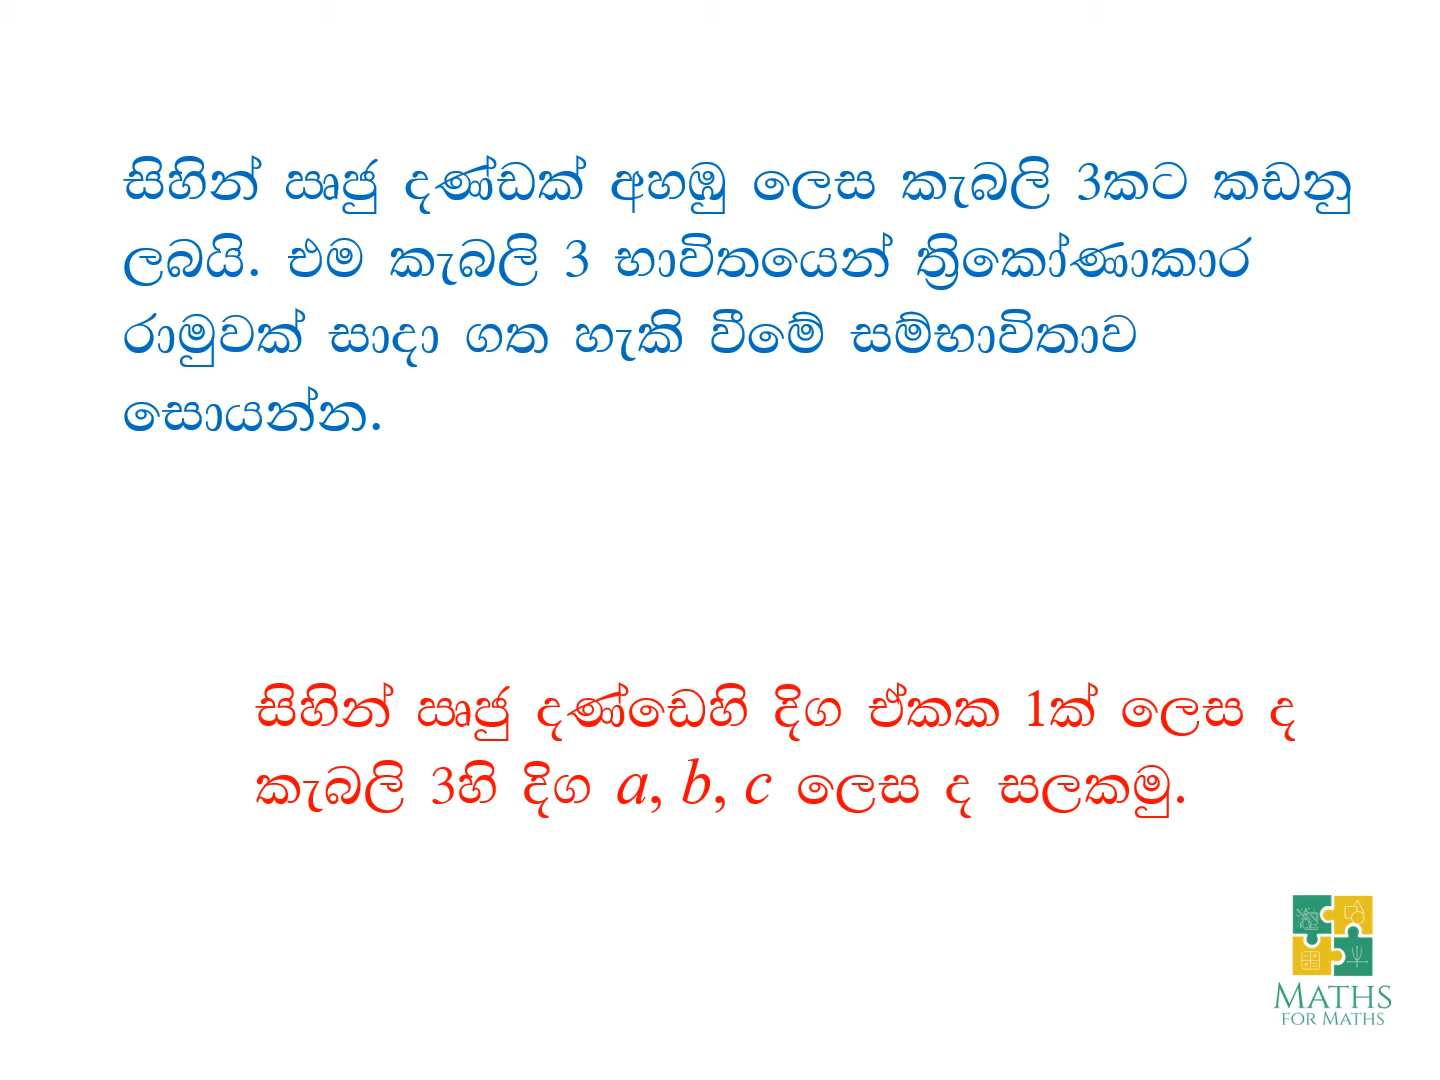 සිහින් ඍජු දණ්ඩක් අහඹු ලෙස කැබලි 3කට කඩනු
ලබයි. එම කැබලි 3 භාවිතයෙන් ත්‍රිකෝණාකාර
රාමුවක් සාදා ගත හැකි වීමේ සම්භාවිතාව
සොයන්න.
සිහින් ඍජු දණ්ඩෙහි දිග ඒකක 1ක් ලෙස ද
කැබලි 3හි දිග a, b, c ලෙස ද සලකමු.
MATHS
FOR MATHS